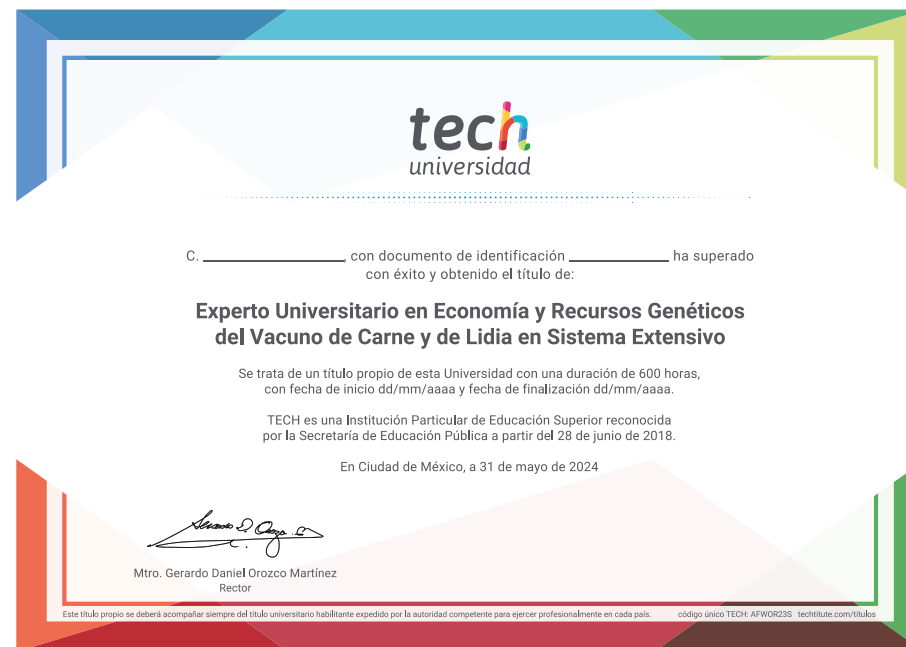 tech
universidad
C. ____________________, con documento de identificación ______________ ha superado
con éxito y obtenido el título de:
Experto Universitario en Economía y Recursos Genéticos
del Vacuno de Carne y de Lidia en Sistema Extensivo
Se trata de un título propio de esta Universidad con una duración de 600 horas,
con fecha de inicio dd/mm/aaaa y fecha de finalización dd/mm/aaaa.
TECH es una Institución Particular de Educación Superior reconocida
por la Secretaría de Educación Pública a partir del 28 de junio de 2018.
En Ciudad de México, a 31 de mayo de 2024
Mtro. Gerardo Daniel Orozco Martínez
Rector
Este título propio se deberá acompañar siempre del título universitario habilitante expedido por la autoridad competente para ejercer profesionalmente en cada país. código único TECH: AFWOR23S techtitute.com/titulos